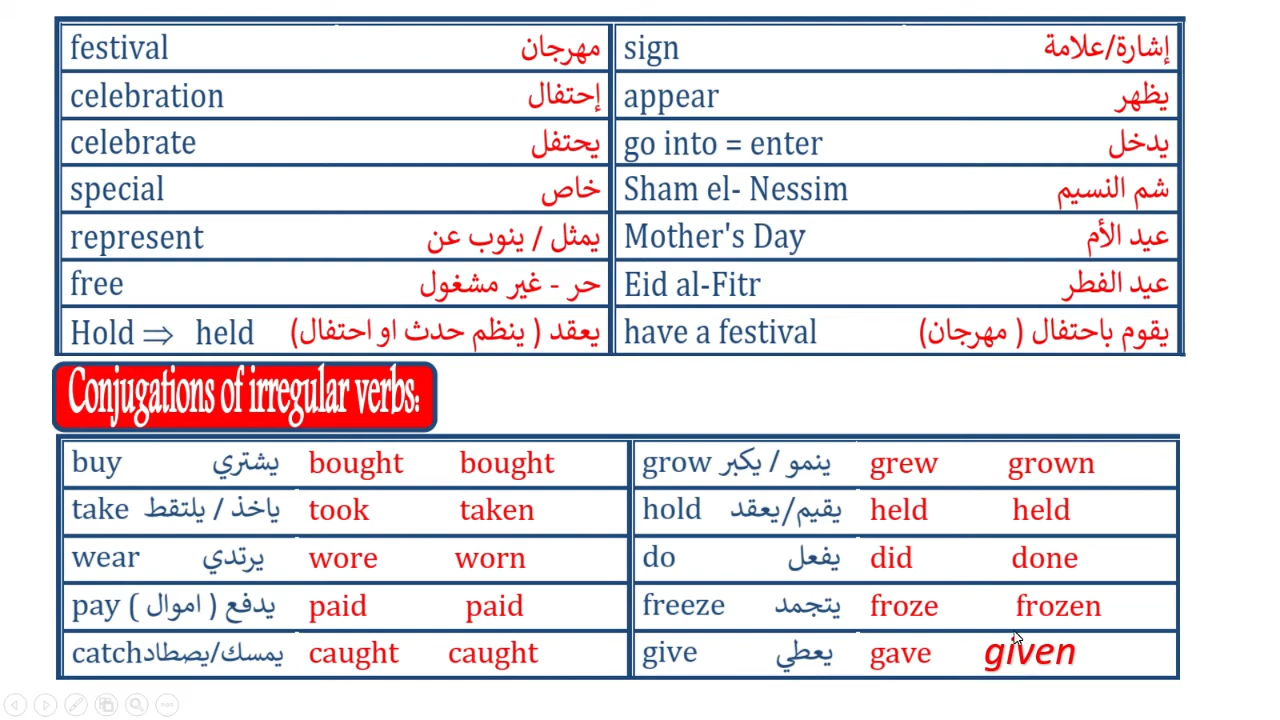 festival مهرجان sign إشارة/علامة
celebration إحتفال appear يظهر
celebrate يحتفل go into = enter يدخل
special خاص Sham el- Nessim شم النسيم
represent يمثل / ينوب عن Mother's Day عيد الأم
free حر - غير مشغول Eid al-Fitr عيد الفطر
Hold ⇒ held يعقد ( ينظم حدث او احتفال) have a festival يقوم باحتفال ( مهرجان)
Conjugations of irregular verbs:
buy يشتري bought bought grow ينمو / يكبر grew grown
take ياخذ / يلتقط took taken hold يقيم/يعقد held held
wear يرتدي wore worn do يفعل did done
pay يدفع ( اموال ) paid paid freeze يتجمد froze frozen
catch يمسك/يصطاد caught caught give يعطي gave given